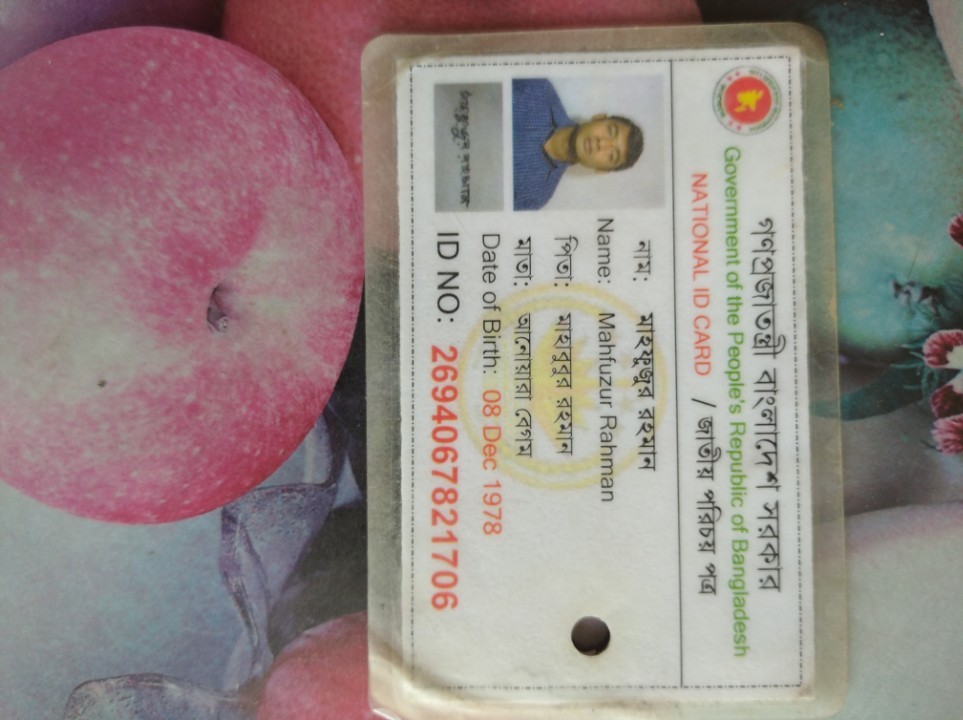 গণপ্রজাতন্ত্রী বাংলাদেশ সরকার
Government of the People's Republic of Bangladesh
NATIONAL ID CARD / জাতীয় পরিচয় পত্র
নাম: মাহফুজুর রহমান
Name: Mahfuzur Rahman
পিতা: মাহবুবুর রহমান
মাতা: আনোয়ারা বেগম
Date of Birth: 08 Dec 1978
ID NO: 2694067821706